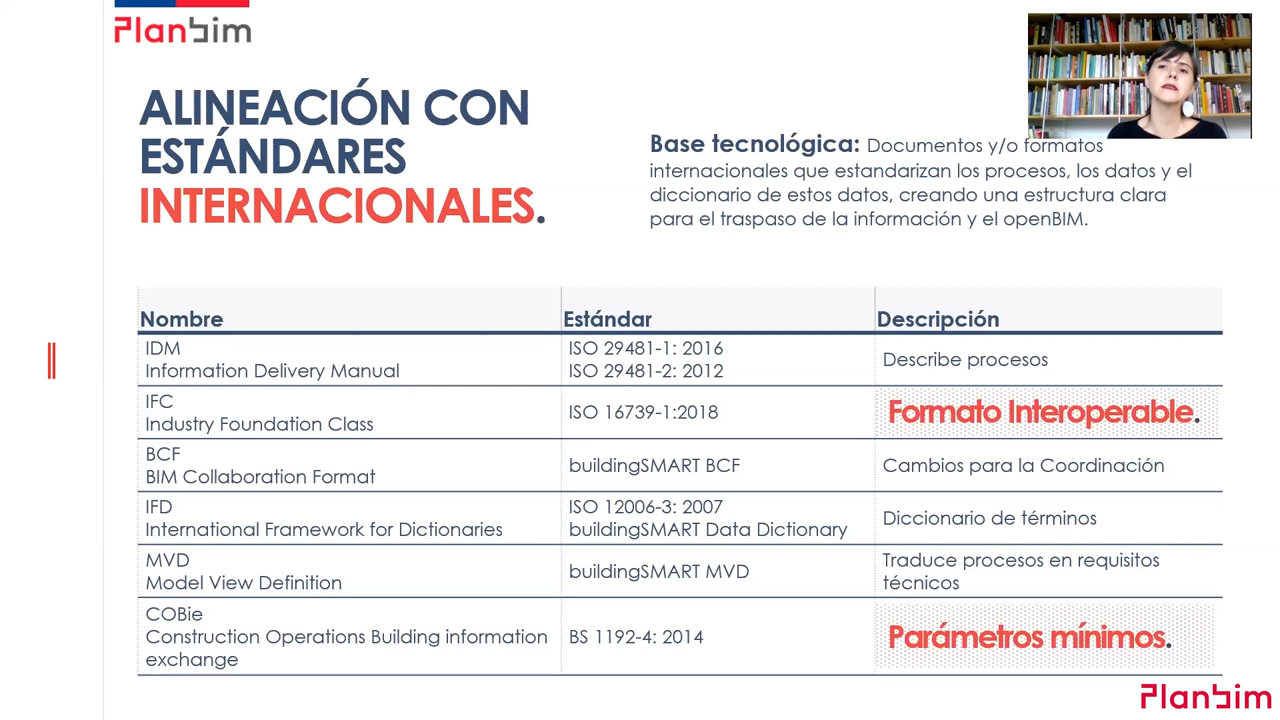 Planbim
ALINEACIÓN CON
ESTÁNDARES
INTERNACIONALES.
Base tecnológica: Documentos y/o formatos
internacionales que estandarizan los procesos, los datos y el
diccionario de estos datos, creando una estructura clara
para el traspaso de la información y el openBIM.
Nombre Estándar Descripción
IDM
Information Delivery Manual
ISO 29481-1: 2016
ISO 29481-2: 2012
Describe procesos
IFC
Industry Foundation Class
ISO 16739-1:2018
Formato Interoperable.
BCF
BIM Collaboration Format
buildingSMART BCF
Cambios para la Coordinación
IFD
International Framework for Dictionaries
ISO 12006-3: 2007
buildingSMART Data Dictionary
Diccionario de términos
MVD
Model View Definition
buildingSMART MVD
Traduce procesos en requisitos
técnicos
COBie
Construction Operations Building information
exchange
BS 1192-4: 2014
Parámetros mínimos.
Planbim